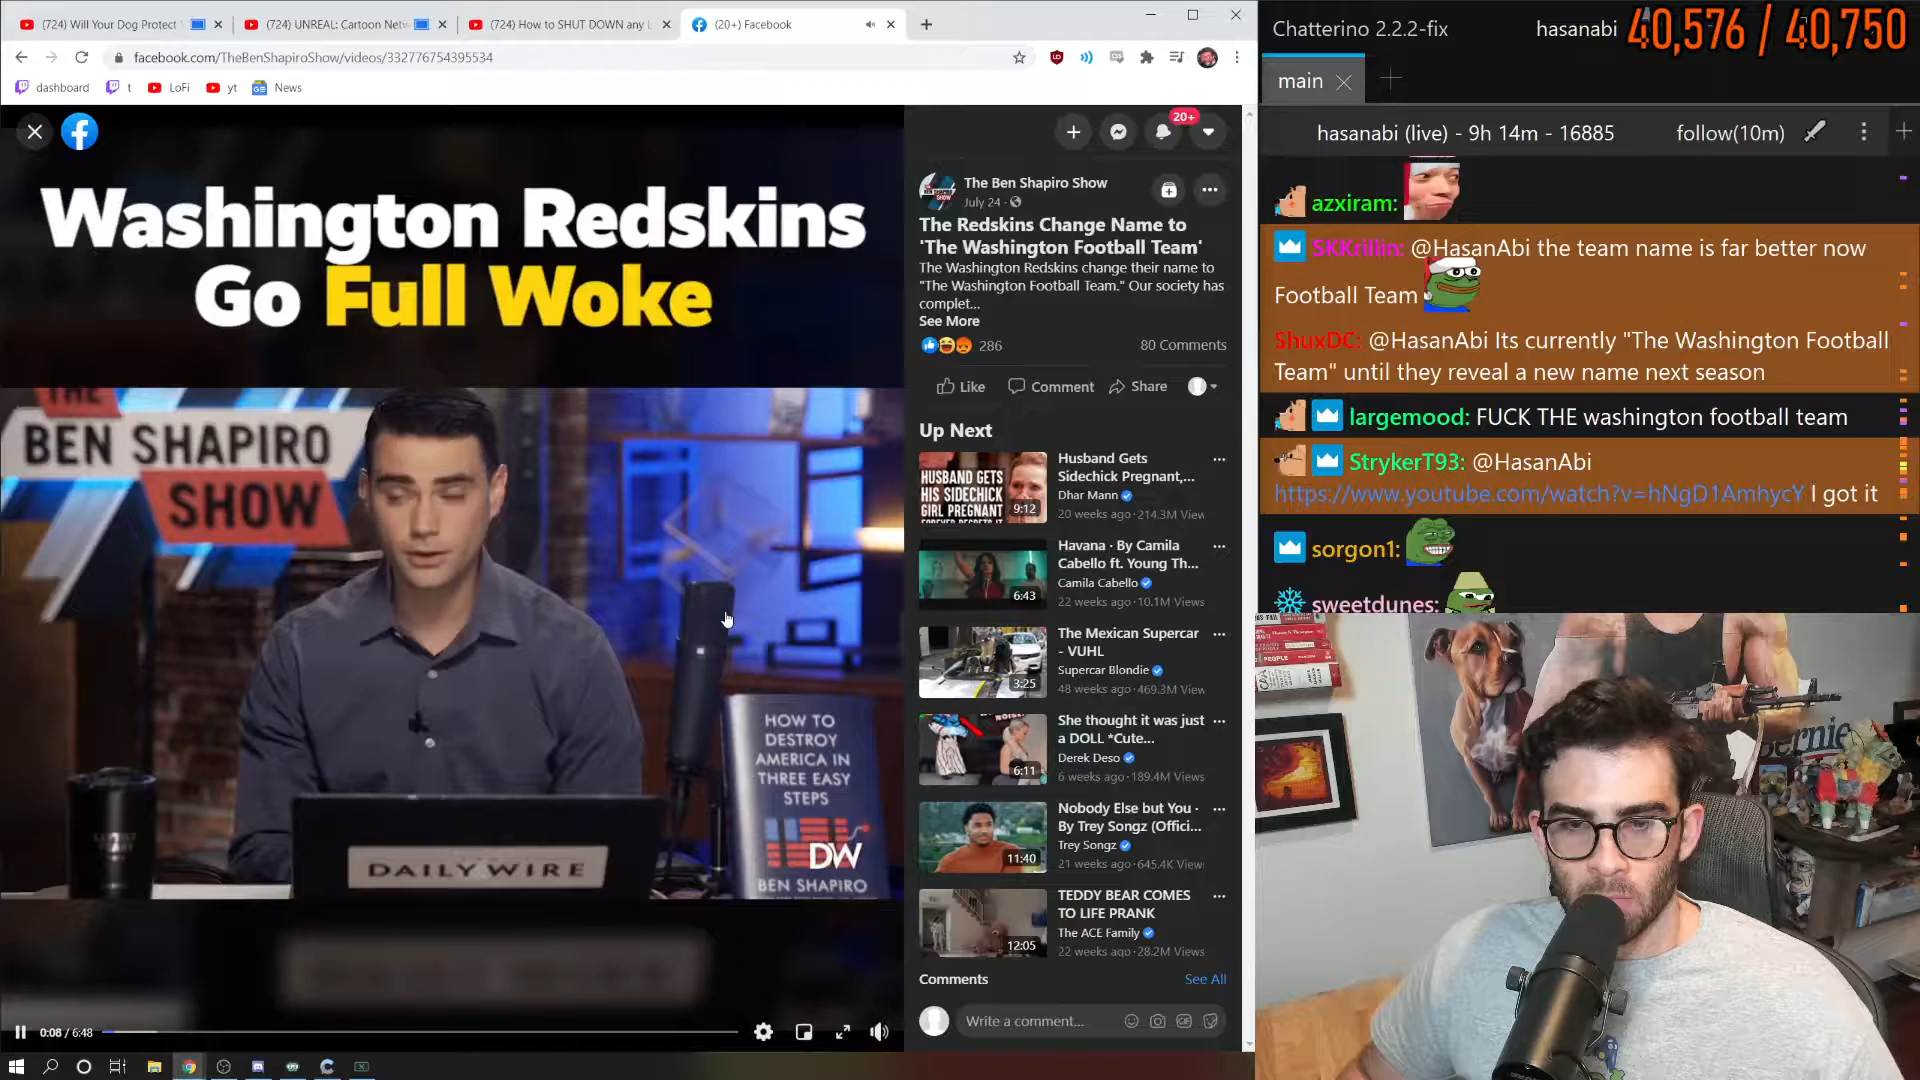 (724) Will Your Dog Protect
(724) UNREAL: Cartoon Netw
(724) How to SHUT DOWN any L
(20+) Facebook
facebook.com/TheBenShapiroShow/videos/332776754395534
dashboard
t
LoFi
yt
News
Washington Redskins
Go Full Woke
THE
BEN SHAPIRO
SHOW
HOW TO
DESTROY
AMERICA IN
THREE EASY
STEPS
DW
BEN SHAPIRO
DAILY WIRE
0:08 / 6:48
20+
The Ben Shapiro Show
July 24 ·
The Redskins Change Name to
'The Washington Football Team'
The Washington Redskins change their name to
"The Washington Football Team." Our society has
complet...
See More
286
80 Comments
Like
Comment
Share
Up Next
HUSBAND GETS
HIS SIDECHICK
GIRL PREGNANT
FOREVER REGRETS IT
9:12
Husband Gets
Sidechick Pregnant,...
Dhar Mann
20 weeks ago · 214.3M View
6:43
Havana · By Camila
Cabello ft. Young Th...
Camila Cabello
22 weeks ago · 10.1M Views
3:25
The Mexican Supercar
- VUHL
Supercar Blondie
48 weeks ago · 469.3M View
6:11
She thought it was just
a DOLL *Cute...
Derek Deso
6 weeks ago · 189.4M Views
11:40
Nobody Else but You ·
By Trey Songz (Offici...
Trey Songz
21 weeks ago · 645.4K View
12:05
TEDDY BEAR COMES
TO LIFE PRANK
The ACE Family
22 weeks ago · 28.2M Views
Comments
See All
Write a comment...
Chatterino 2.2.2-fix
hasanabi
40,576 / 40,750
main
hasanabi (live) - 9h 14m - 16885
follow(10m)
azxiram:
SKKrillin: @HasanAbi the team name is far better now
Football Team
ShuxDC: @HasanAbi Its currently "The Washington Football
Team" until they reveal a new name next season
largemood: FUCK THE washington football team
StrykerT93: @HasanAbi
https://www.youtube.com/watch?v=hNgD1AmhycY I got it
sorgon1:
sweetdunes:
PEOPLE
Bernie